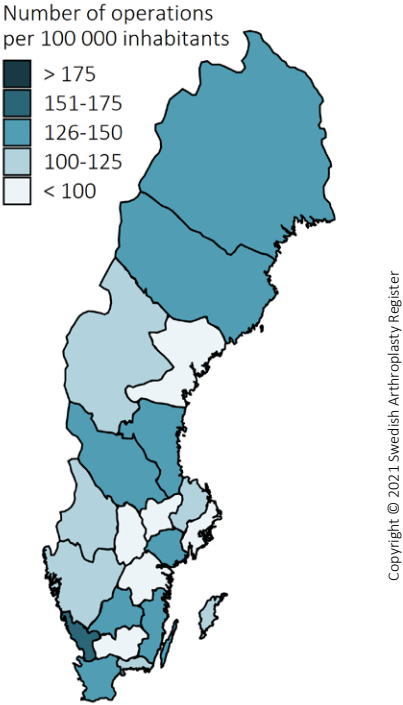 Number of operations
per 100 000 inhabitants
> 175
151-175
126-150
100-125
< 100
Copyright © 2021 Swedish Arthroplasty Register